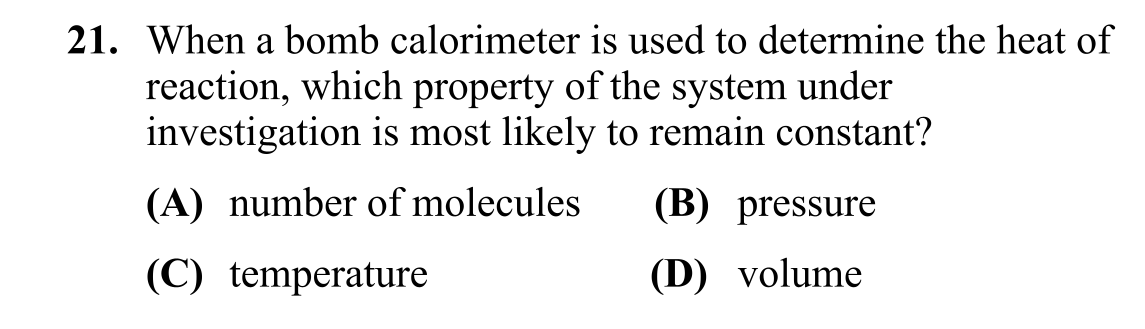 21. When a bomb calorimeter is used to determine the heat of
reaction, which property of the system under
investigation is most likely to remain constant?
(A) number of molecules (B) pressure
(C) temperature (D) volume